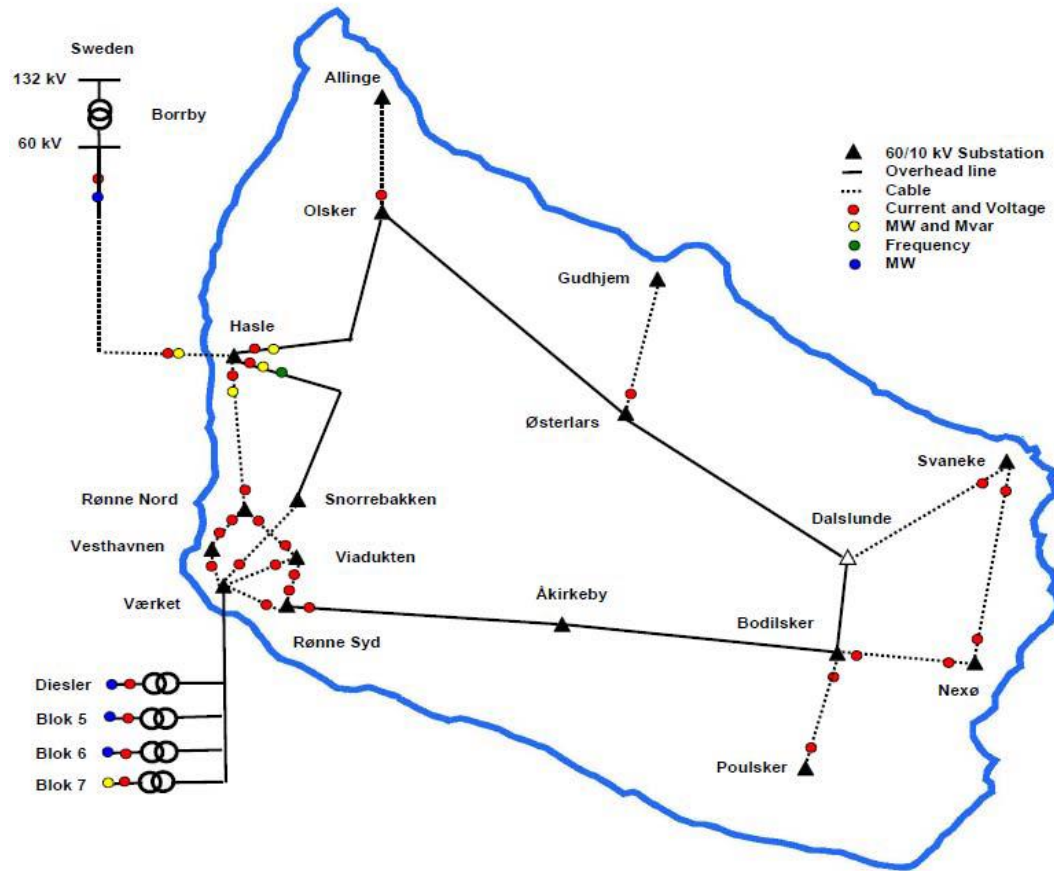 Sweden
132 kV
Borrby
60 kV
Allinge
60/10 kV Substation
Overhead line
Cable
Current and Voltage
MW and Mvar
Frequency
MW
Olsker
Gudhjem
Hasle
Østerlars
Svaneke
Rønne Nord
Snorrebakken
Dalslunde
Vesthavnen
Viadukten
Værket
Åkirkeby
Bodilsker
Rønne Syd
Nexø
Diesler
Blok 5
Blok 6
Poulsker
Blok 7